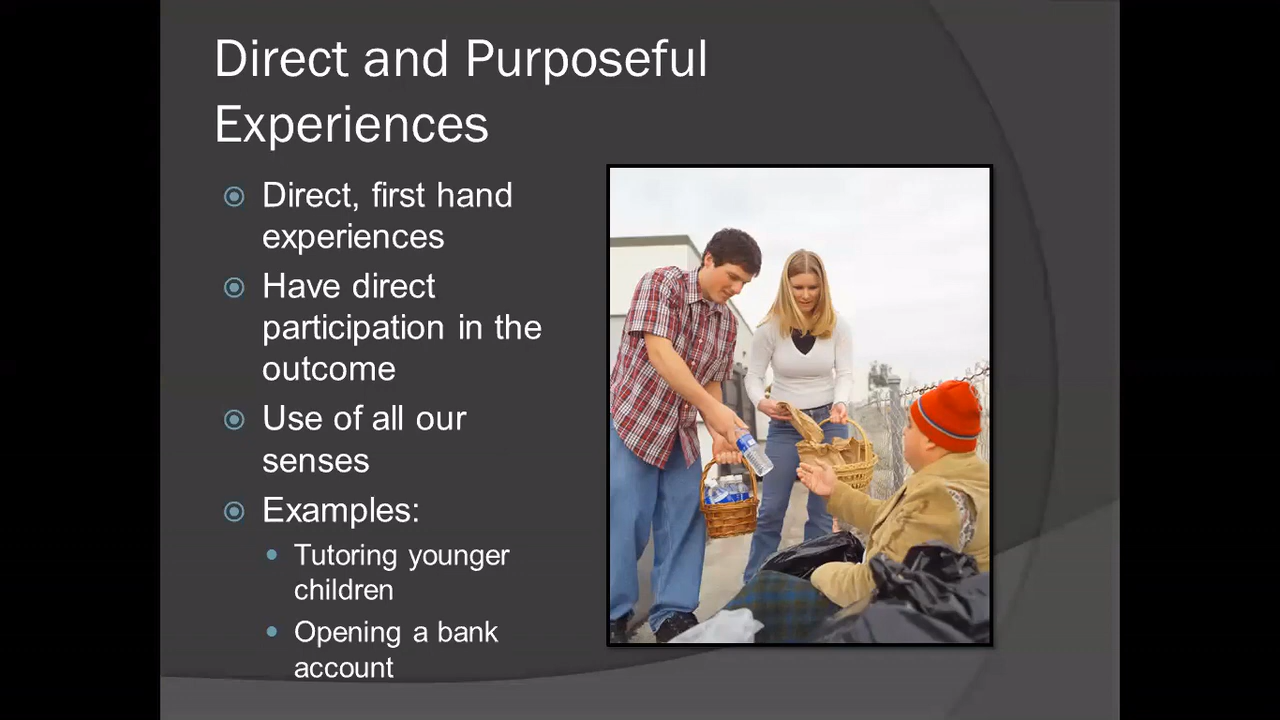 Direct and Purposeful
Experiences
Direct, first hand
experiences
Have direct
participation in the
outcome
Use of all our
senses
Examples:
Tutoring younger
children
Opening a bank
account